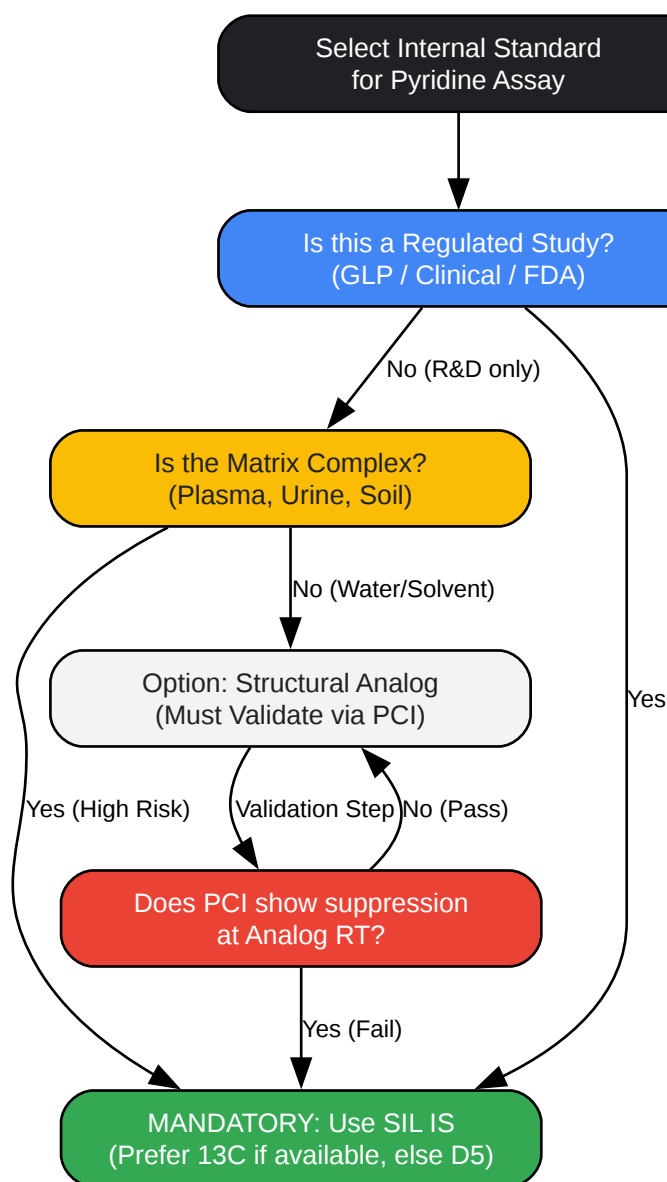 Select Internal Standard
for Pyridine Assay
Is this a Regulated Study?
(GLP / Clinical / FDA)
No (R&D only)
Is the Matrix Complex?
(Plasma, Urine, Soil)
No (Water/Solvent)
Option: Structural Analog
(Must Validate via PCI)
Yes
Yes (High Risk)
Validation Step
No (Pass)
Does PCI show suppression
at Analog RT?
Yes (Fail)
MANDATORY: Use SIL IS
(Prefer 13C if available, else D5)